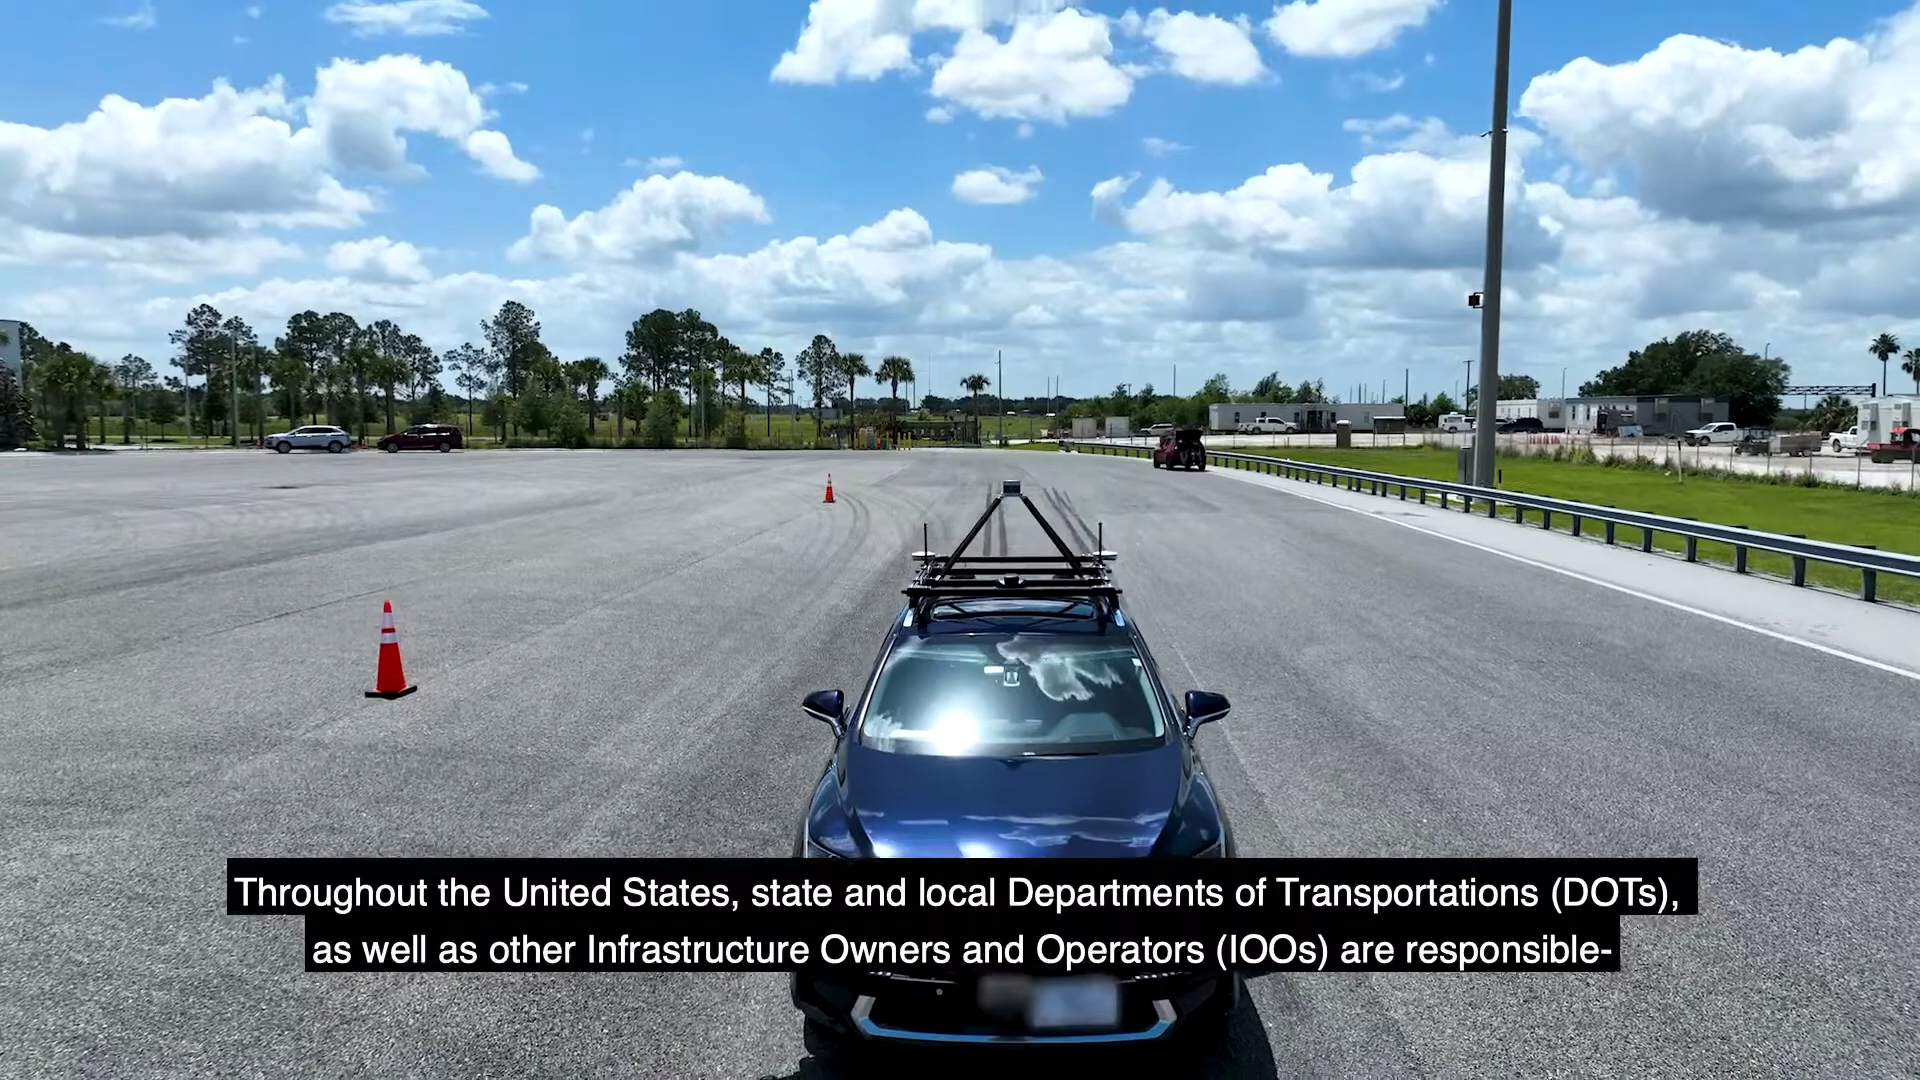 Throughout the United States, state and local Departments of Transportations (DOTs),
as well as other Infrastructure Owners and Operators (IOOs) are responsible-